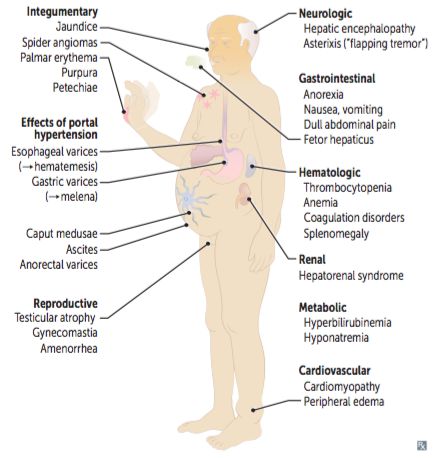 Integumentary
Jaundice
Spider angiomas
Palmar erythema
Purpura
Petechiae
Effects of portal
hypertension
Esophageal varices
(→hematemesis)
Gastric varices
(→melena)
Caput medusae
Ascites
Anorectal varices
Reproductive
Testicular atrophy
Gynecomastia
Amenorrhea
Neurologic
Hepatic encephalopathy
Asterixis ("flapping tremor")
Gastrointestinal
Anorexia
Nausea, vomiting
Dull abdominal pain
Fetor hepaticus
Hematologic
Thrombocytopenia
Anemia
Coagulation disorders
Splenomegaly
Renal
Hepatorenal syndrome
Metabolic
Hyperbilirubinemia
Hyponatremia
Cardiovascular
Cardiomyopathy
Peripheral edema